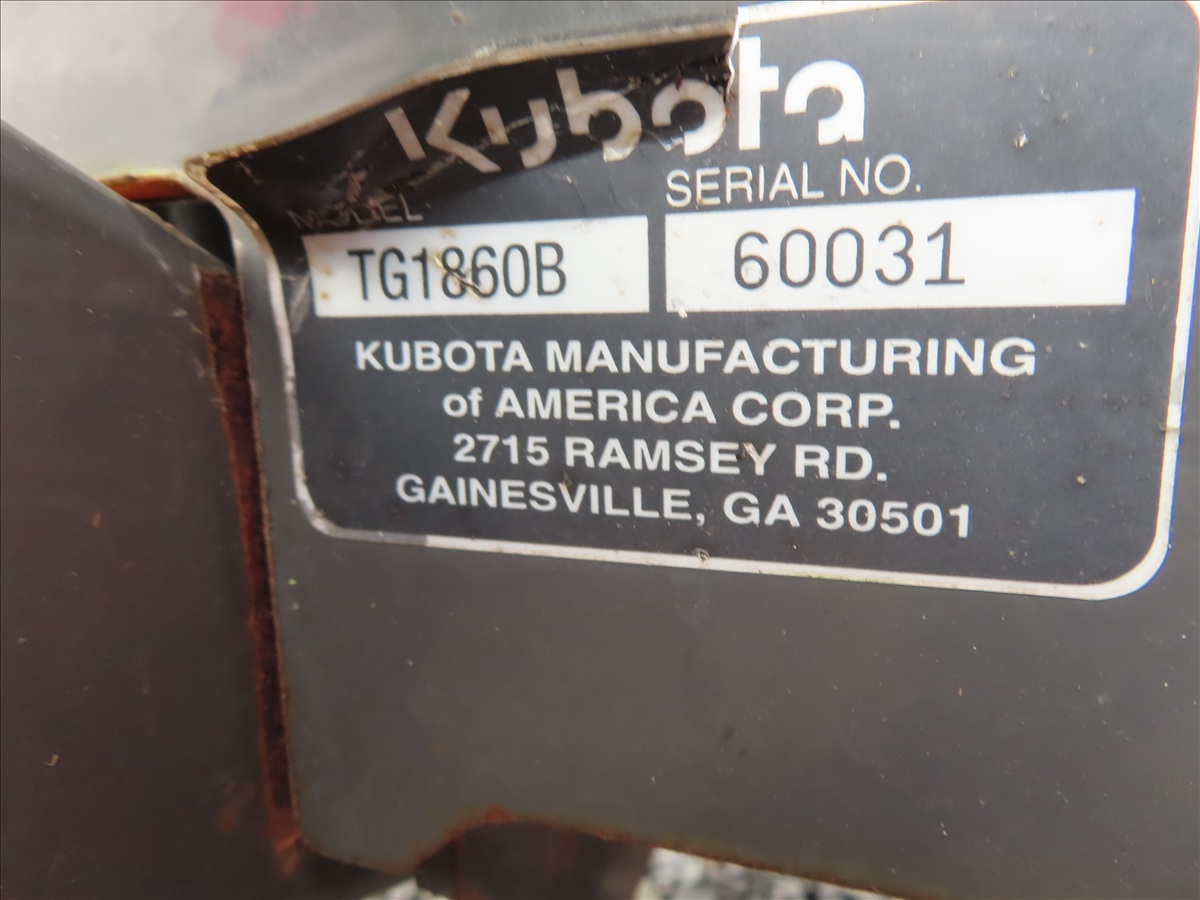 Kubota
MODEL SERIAL NO.
TG1860B 60031
KUBOTA MANUFACTURING
of AMERICA CORP.
2715 RAMSEY RD.
GAINESVILLE, GA 30501